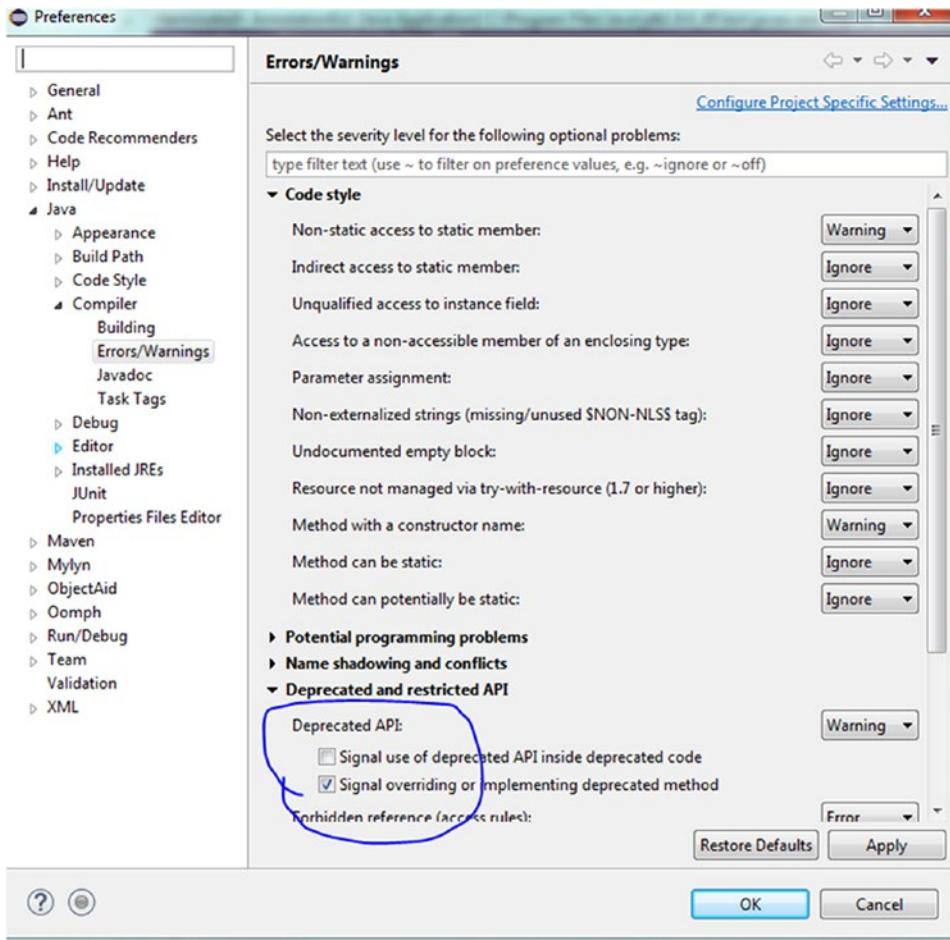 Preferences
Errors/Warnings
General
Ant
Code Recommenders
Help
Install/Update
Java
Appearance
Build Path
Code Style
Compiler
Building
Errors/Warnings
Javadoc
Task Tags
Debug
Editor
Installed JREs
JUnit
Properties Files Editor
Maven
Mylyn
ObjectAid
Oomph
Run/Debug
Team
Validation
XML
Configure Project Specific Settings...
Select the severity level for the following optional problems:
type filter text (use ~ to filter on preference values, e.g. ~ignore or ~off)
Code style
Non-static access to static member: Warning
Indirect access to static member: Ignore
Unqualified access to instance field: Ignore
Access to a non-accessible member of an enclosing type: Ignore
Parameter assignment: Ignore
Non-externalized strings (missing/unused $NON-NLS$ tag): Ignore
Undocumented empty block: Ignore
Resource not managed via try-with-resource (1.7 or higher): Ignore
Method with a constructor name: Warning
Method can be static: Ignore
Method can potentially be static: Ignore
Potential programming problems
Name shadowing and conflicts
Deprecated and restricted API
Deprecated API: Warning
Signal use of deprecated API inside deprecated code
Signal overriding or implementing deprecated method
Forbidden reference (access rules): Error
Restore Defaults Apply
? OK Cancel